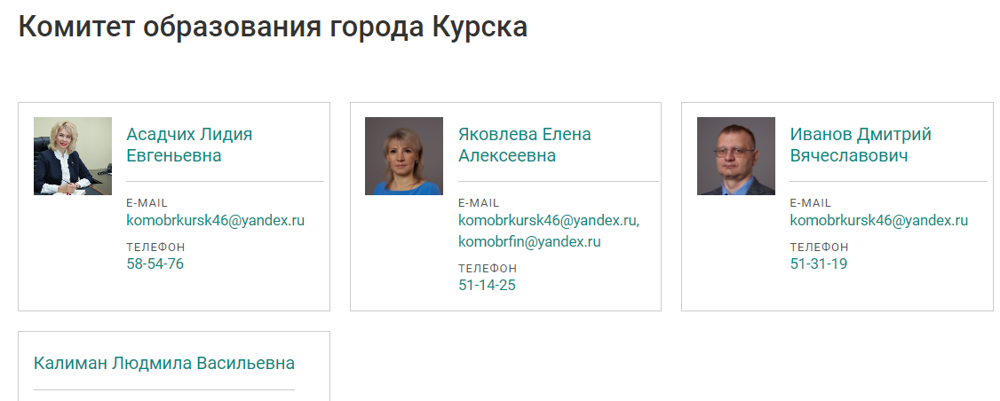 Комитет образования города Курска
Асадчих Лидия
Евгеньевна
E-MAIL
komobrkursk46@yandex.ru
ТЕЛЕФОН
58-54-76
Яковлева Елена
Алексеевна
E-MAIL
komobrkursk46@yandex.ru,
komobrfin@yandex.ru
ТЕЛЕФОН
51-14-25
Иванов Дмитрий
Вячеславович
E-MAIL
komobrkursk46@yandex.ru
ТЕЛЕФОН
51-31-19
Калиман Людмила Васильевна